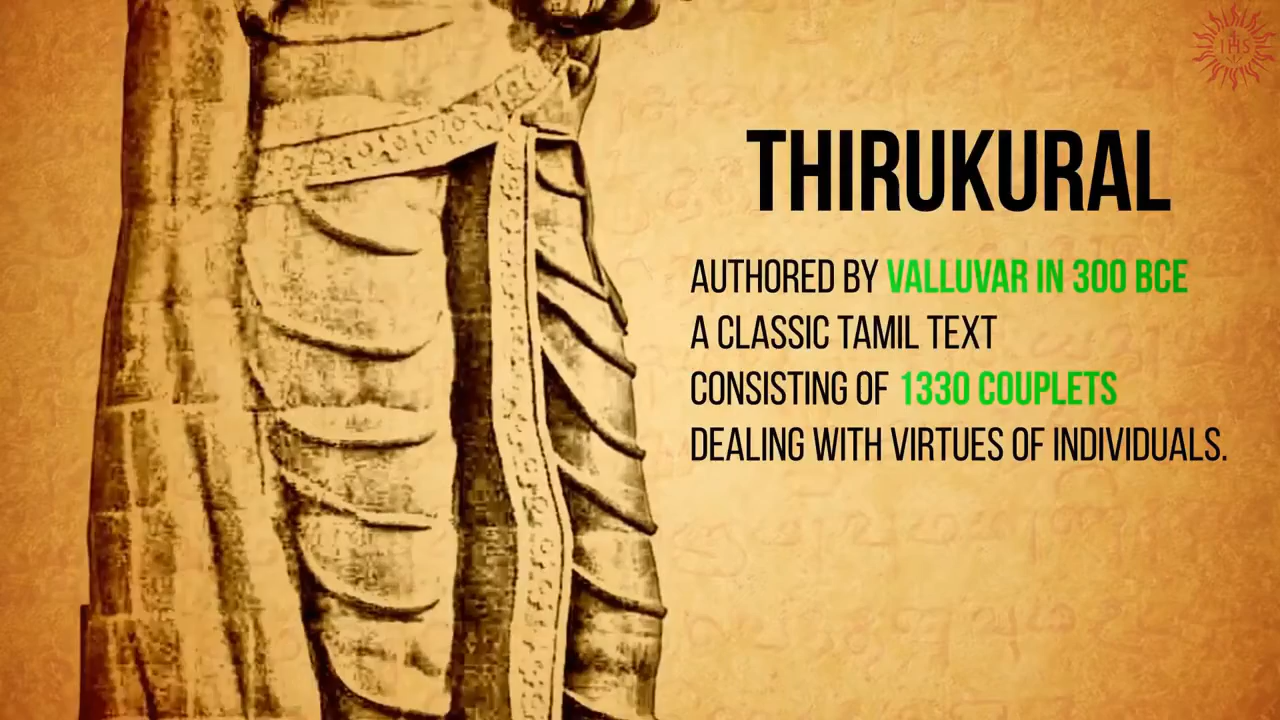 IHS
THIRUKURAL
AUTHORED BY VALLUVAR IN 300 BCE
A CLASSIC TAMIL TEXT
CONSISTING OF 1330 COUPLETS
DEALING WITH VIRTUES OF INDIVIDUALS.